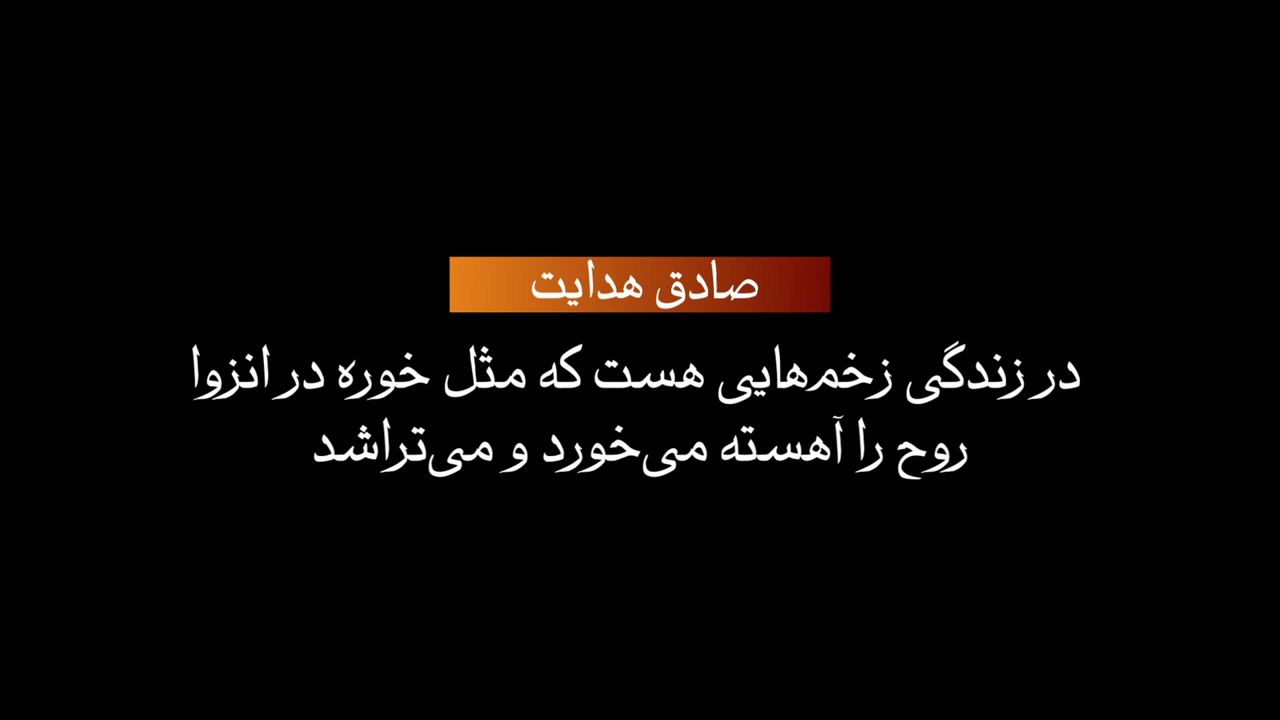 صادق هدایت
در زندگی زخم‌هایی هست که مثل خوره در انزوا
روح را آهسته می‌خورد و می‌تراشد